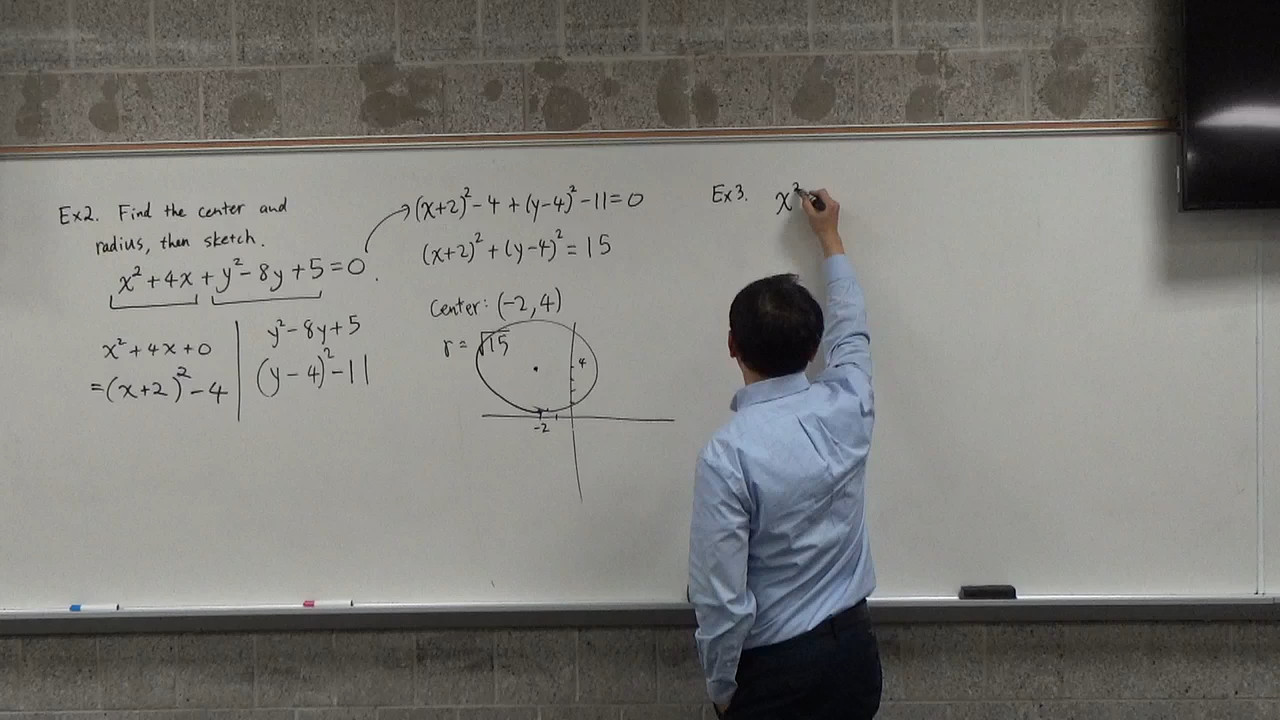 Ex2. Find the center and
radius, then sketch.
x² + 4x + y² - 8y + 5 = 0.
x² + 4x + 0
= (x+2)² - 4
y² - 8y + 5
(y - 4)² - 11
(x+2)² - 4 + (y-4)² - 11 = 0
(x+2)² + (y-4)² = 15
Center: (-2, 4)
r = √15
4
-2
Ex3. x²